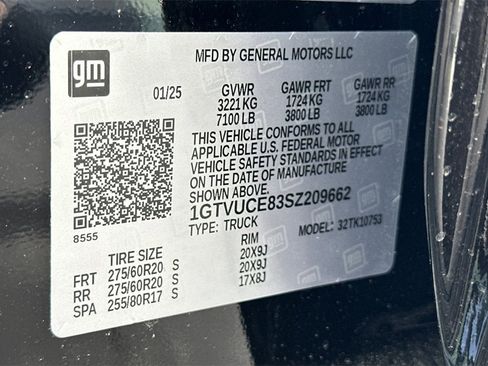 gm
MFD BY GENERAL MOTORS LLC
01/25 GVWR GAWR FRT GAWR RR
3221 KG 1724 KG 1724 KG
7100 LB 3800 LB 3800 LB
THIS VEHICLE CONFORMS TO ALL
APPLICABLE U.S. FEDERAL MOTOR
VEHICLE SAFETY STANDARDS IN EFFECT
ON THE DATE OF MANUFACTURE
1GTVUCE83SZ209662
8555 TYPE: TRUCK MODEL: 32TK10753
TIRE SIZE RIM
FRT 275/60R20 S 20X9J
RR 275/60R20 S 20X9J
SPA 255/80R17 S 17X8J